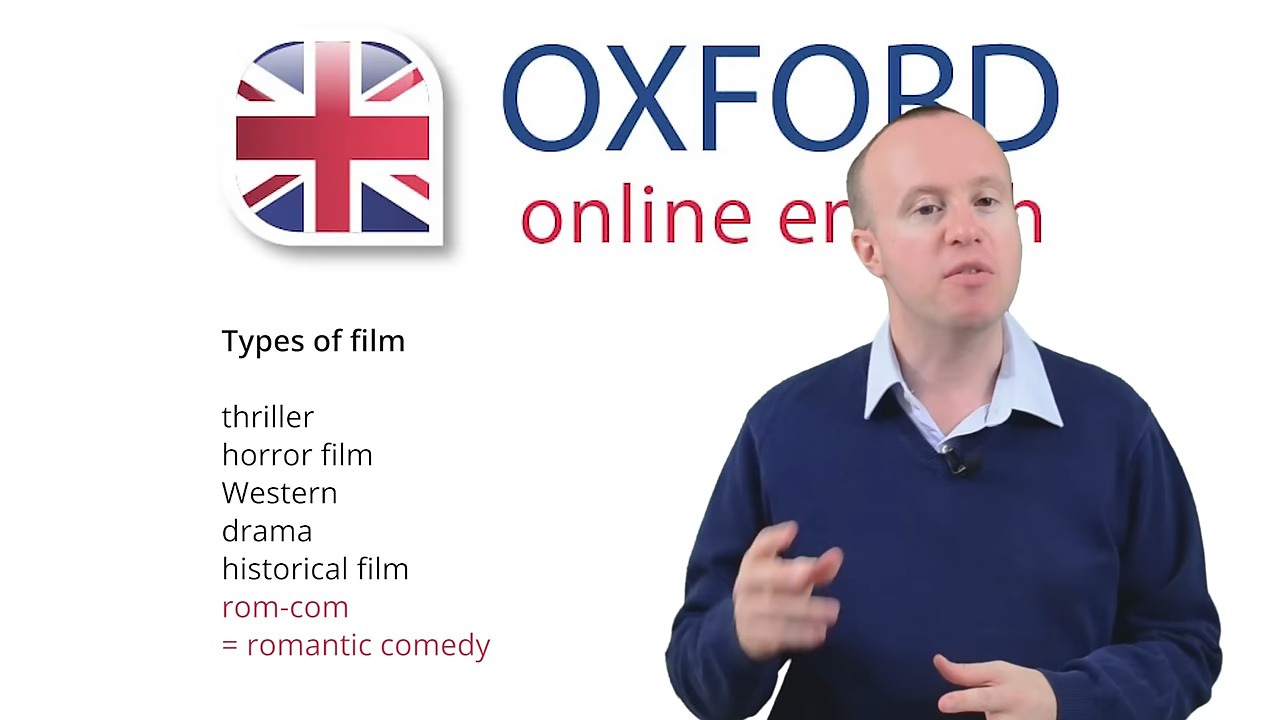 OXFORD
online
Types of film
thriller
horror film
Western
drama
historical film
rom-com
= romantic comedy